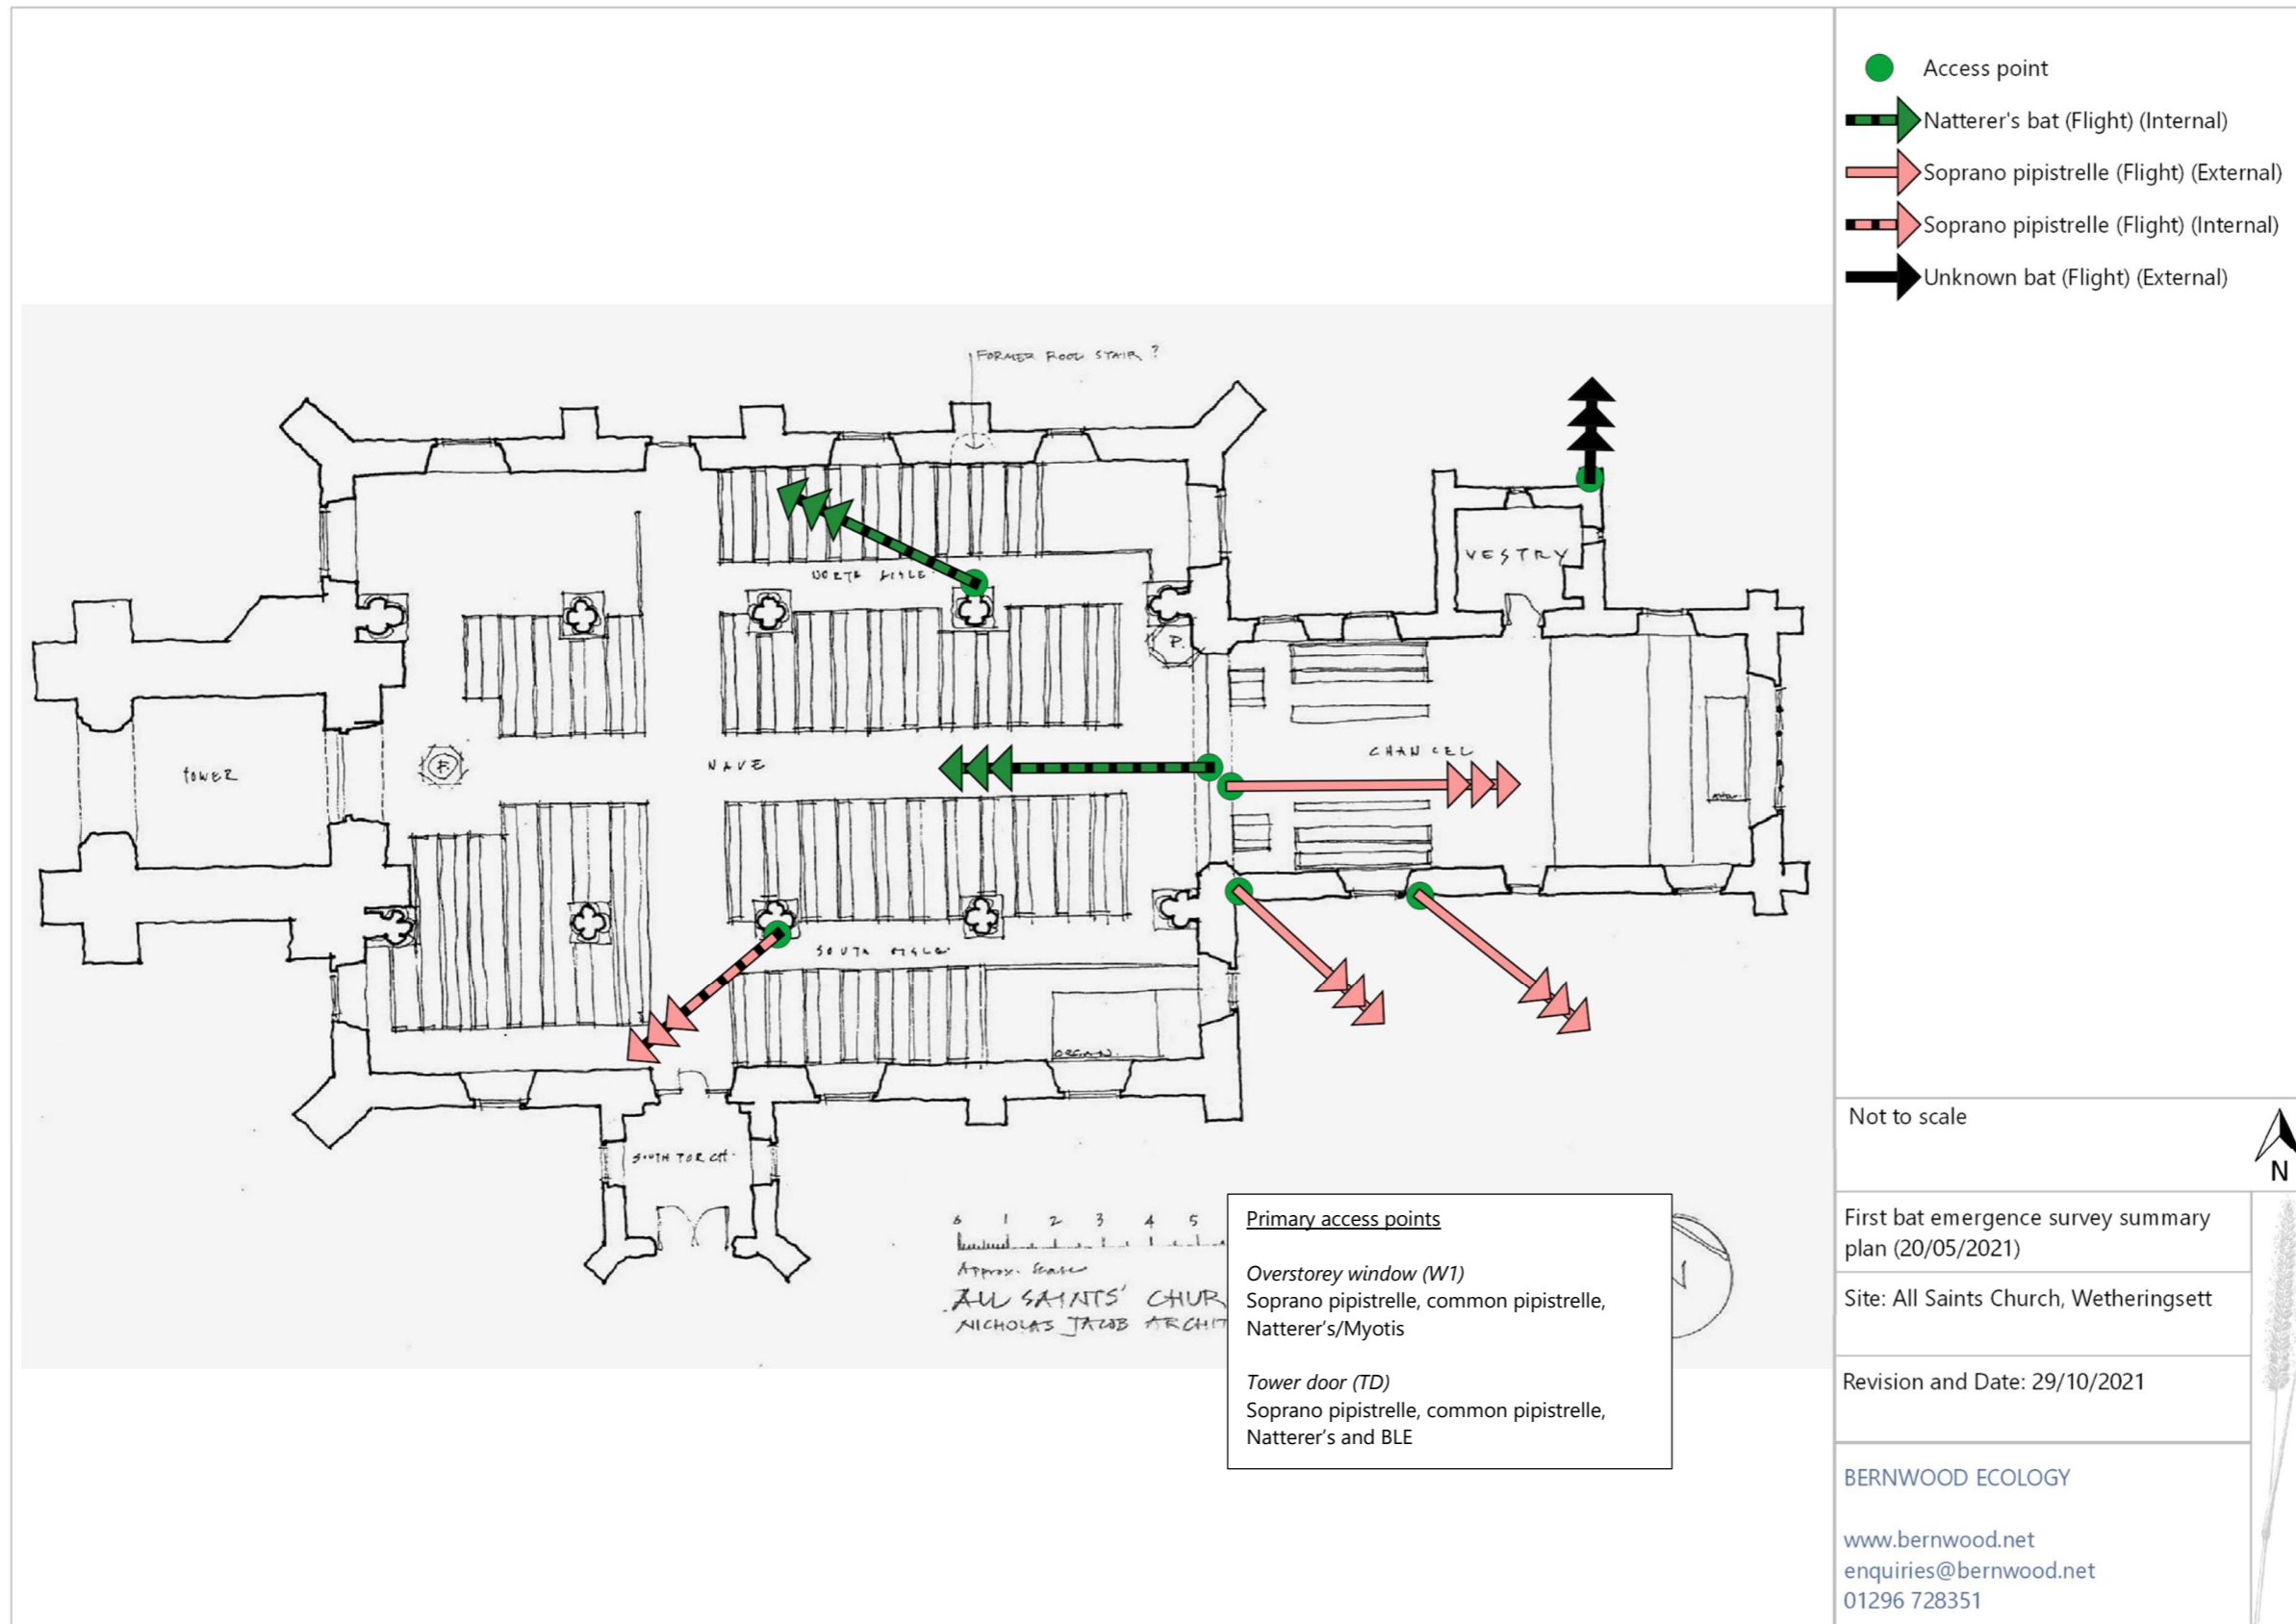 Access point
Natterer's bat (Flight) (Internal)
Soprano pipistrelle (Flight) (External)
Soprano pipistrelle (Flight) (Internal)
Unknown bat (Flight) (External)
FORMER ROOD STAIR ?
VESTRY
NORTH AISLE
P.
CHANCEL
TOWER
F.
NAVE
SOUTH AISLE
ORGAN
SOUTH PORCH
0 1 2 3 4 5
Approx. Scale
ALL SAINTS' CHUR
NICHOLAS JACOB ARCHIT
N
Primary access points
Overstorey window (W1)
Soprano pipistrelle, common pipistrelle,
Natterer's/Myotis
Tower door (TD)
Soprano pipistrelle, common pipistrelle,
Natterer's and BLE
Not to scale
N
First bat emergence survey summary
plan (20/05/2021)
Site: All Saints Church, Wetheringsett
Revision and Date: 29/10/2021
BERNWOOD ECOLOGY
www.bernwood.net
enquiries@bernwood.net
01296 728351